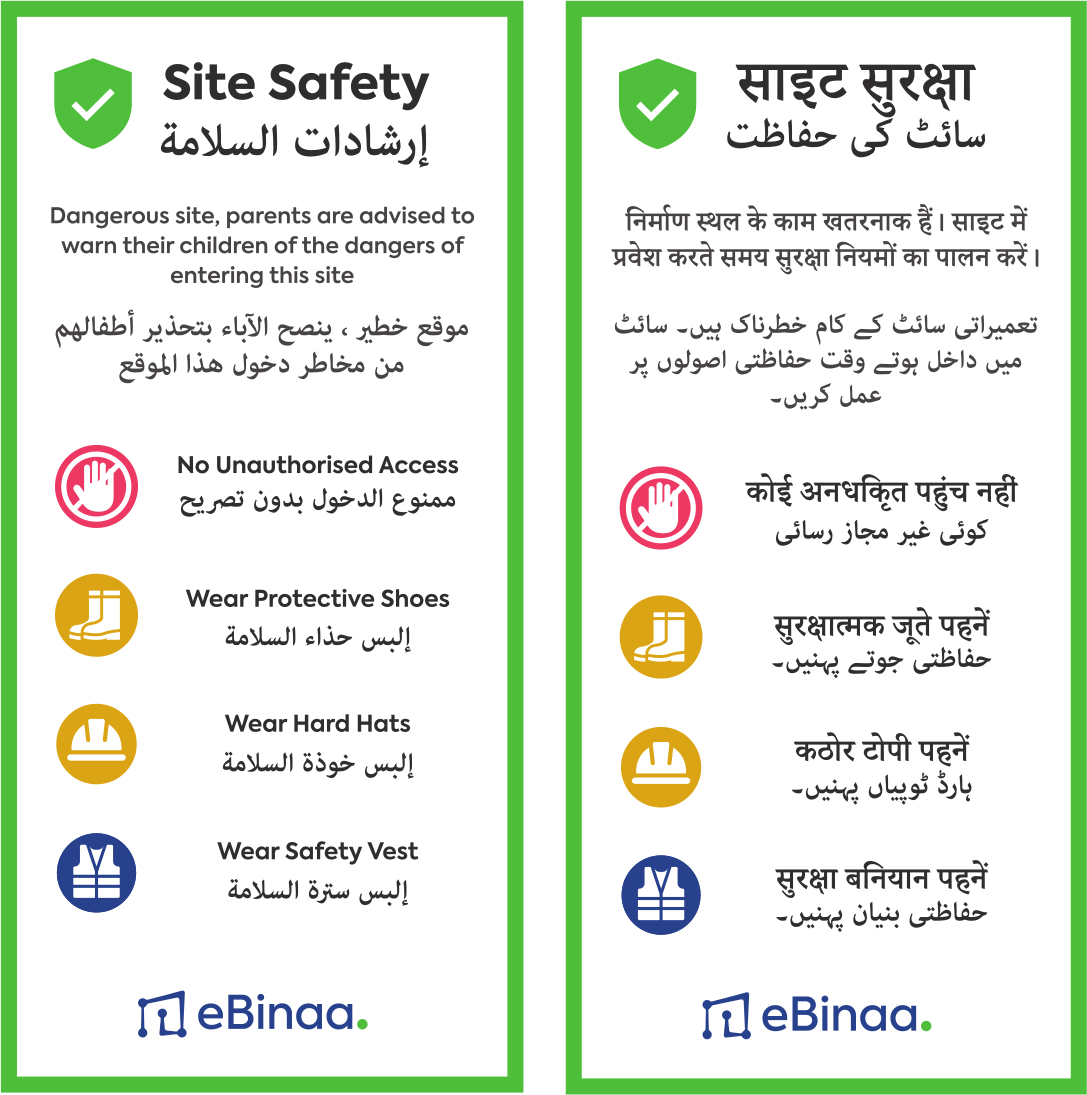 Site Safety
إرشادات السلامة
Dangerous site, parents are advised to
warn their children of the dangers of
entering this site
موقع خطير ، ينصح الآباء بتحذير أطفالهم
من مخاطر دخول هذا الموقع
No Unauthorised Access
ممنوع الدخول بدون تصريح
Wear Protective Shoes
إلبس حذاء السلامة
Wear Hard Hats
إلبس خوذة السلامة
Wear Safety Vest
إلبس سترة السلامة
eBinaa.
साइट सुरक्षा
سائٹ کی حفاظت
निर्माण स्थल के काम खतरनाक हैं। साइट में
प्रवेश करते समय सुरक्षा नियमों का पालन करें।
تعمیراتی سائٹ کے کام خطرناک ہیں۔ سائٹ
میں داخل ہوتے وقت حفاظتی اصولوں پر
عمل کریں۔
कोई अनधकिृत पहुंच नहीं
کوئی غیر مجاز رسائی
सुरक्षात्मक जूते पहनें
حفاظتی جوتے پہنیں۔
कठोर टोपी पहनें
ہارڈ ٹوپیاں پہنیں۔
सुरक्षा बनियान पहनें
حفاظتی بنیان پہنیں۔
eBinaa.